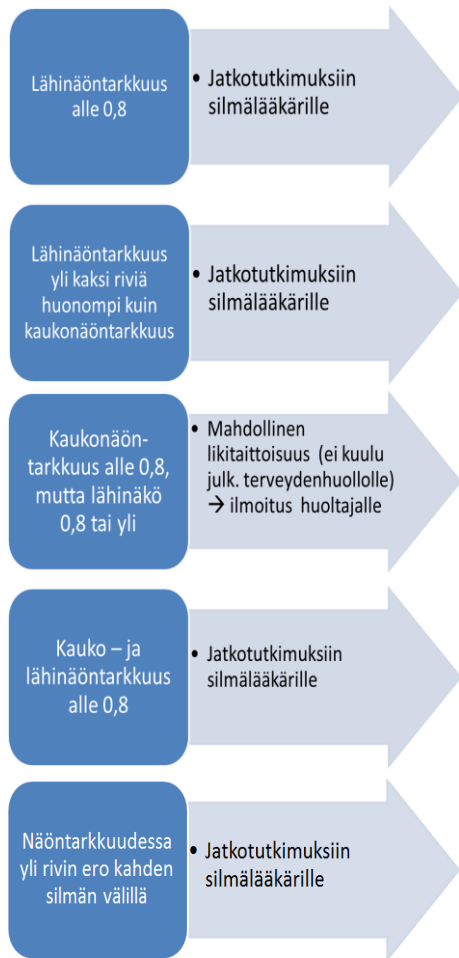 Lähinäöntarkkuus
alle 0,8
• Jatkotutkimuksiin
silmälääkärille
Lähinäöntarkkuus
yli kaksi riviä
huonompi kuin
kaukonäöntarkkuus
• Jatkotutkimuksiin
silmälääkärille
Kaukonäön-
tarkkuus alle 0,8,
mutta lähinäkö
0,8 tai yli
• Mahdollinen
likitaittoisuus (ei kuulu
julk. terveydenhuollolle)
→ ilmoitus huoltajalle
Kauko – ja
lähinäöntarkkuus
alle 0,8
• Jatkotutkimuksiin
silmälääkärille
Näöntarkkuudessa
yli rivin ero kahden
silmän välillä
• Jatkotutkimuksiin
silmälääkärille